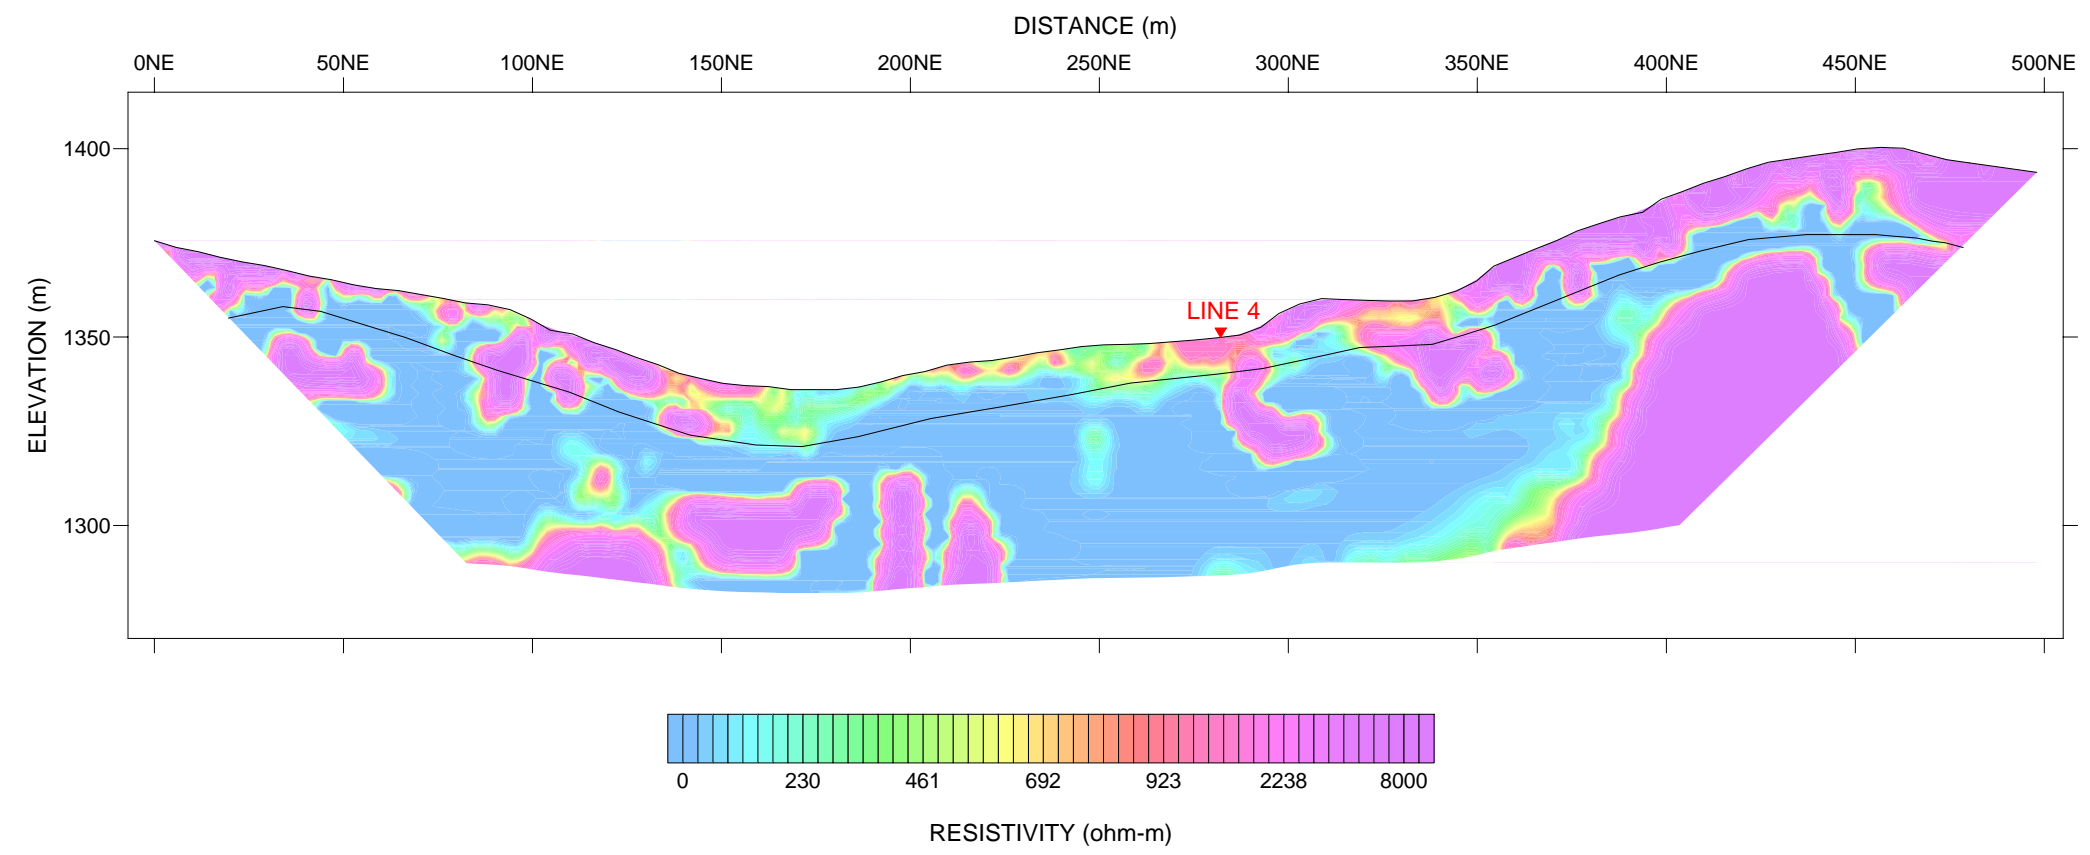 DISTANCE (m)
0NE 50NE 100NE 150NE 200NE 250NE 300NE 350NE 400NE 450NE 500NE
1400
1350
1300
ELEVATION (m)
LINE 4
0 230 461 692 923 2238 8000
RESISTIVITY (ohm-m)